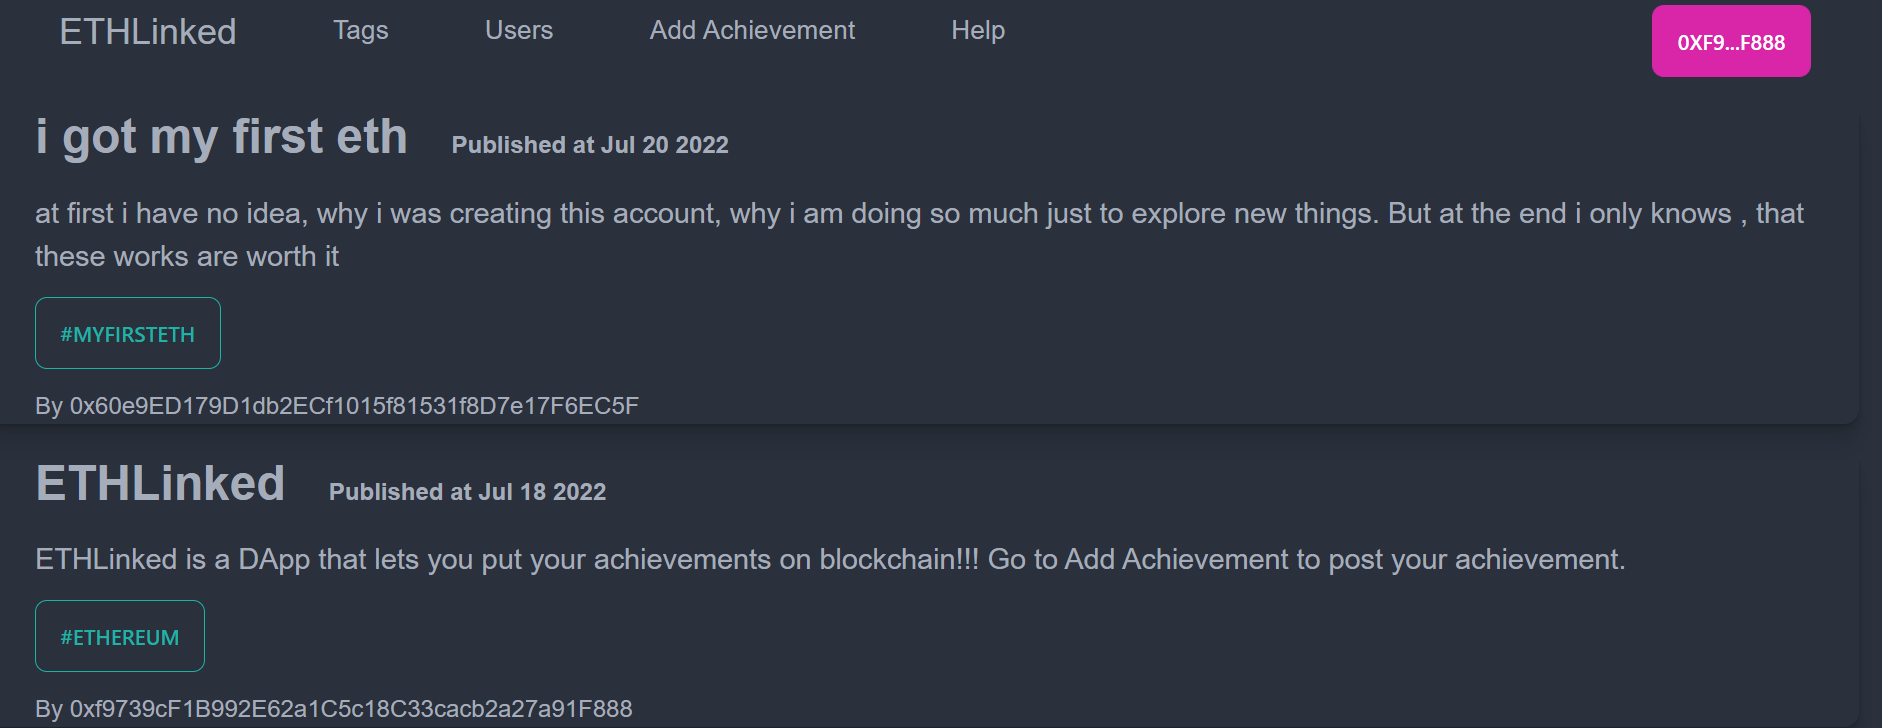 ETHLinked Tags Users Add Achievement Help 0XF9...F888
i got my first eth Published at Jul 20 2022
at first i have no idea, why i was creating this account, why i am doing so much just to explore new things. But at the end i only knows , that
these works are worth it
#MYFIRSTETH
By 0x60e9ED179D1db2ECf1015f81531f8D7e17F6EC5F
ETHLinked Published at Jul 18 2022
ETHLinked is a DApp that lets you put your achievements on blockchain!!! Go to Add Achievement to post your achievement.
#ETHEREUM
By 0xf9739cF1B992E62a1C5c18C33cacb2a27a91F888